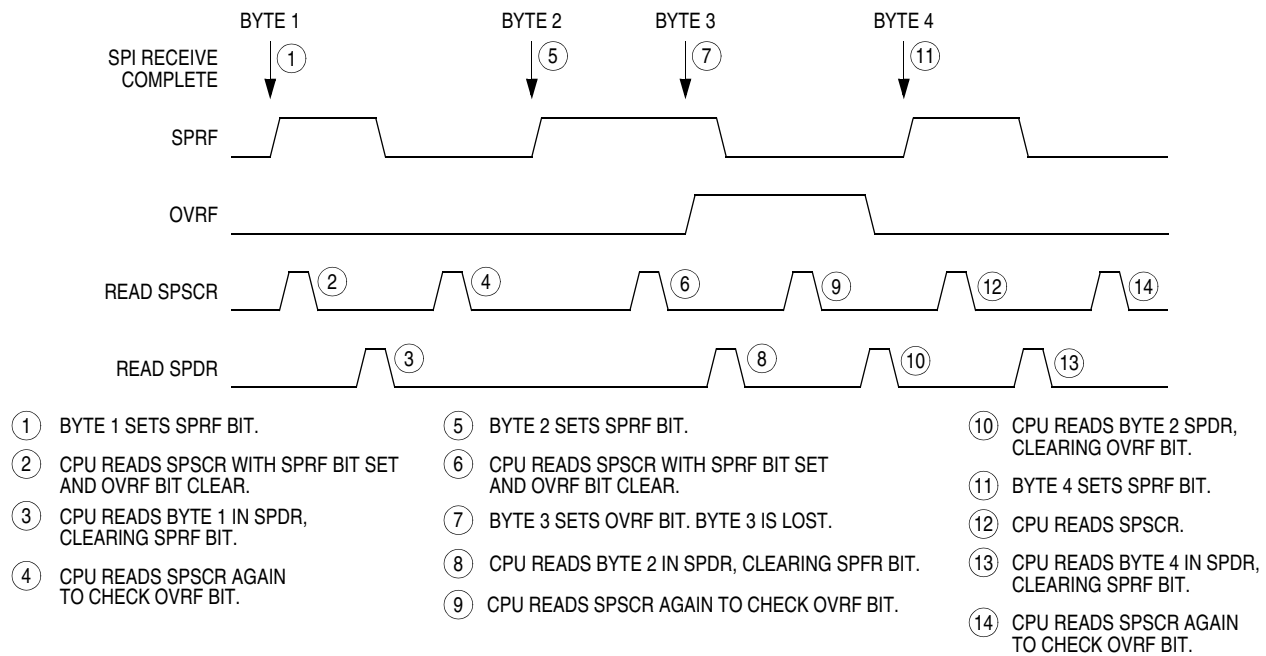 BYTE 1 BYTE 2 BYTE 3 BYTE 4
SPI RECEIVE
COMPLETE
1 5 7 11
SPRF
OVRF
READ SPSCR
2 4 6 9 12 14
READ SPDR
3 8 10 13
1 BYTE 1 SETS SPRF BIT.
2 CPU READS SPSCR WITH SPRF BIT SET
AND OVRF BIT CLEAR.
3 CPU READS BYTE 1 IN SPDR,
CLEARING SPRF BIT.
4 CPU READS SPSCR AGAIN
TO CHECK OVRF BIT.
5 BYTE 2 SETS SPRF BIT.
6 CPU READS SPSCR WITH SPRF BIT SET
AND OVRF BIT CLEAR.
7 BYTE 3 SETS OVRF BIT. BYTE 3 IS LOST.
8 CPU READS BYTE 2 IN SPDR, CLEARING SPFR BIT.
9 CPU READS SPSCR AGAIN TO CHECK OVRF BIT.
10 CPU READS BYTE 2 SPDR,
CLEARING OVRF BIT.
11 BYTE 4 SETS SPRF BIT.
12 CPU READS SPSCR.
13 CPU READS BYTE 4 IN SPDR,
CLEARING SPRF BIT.
14 CPU READS SPSCR AGAIN
TO CHECK OVRF BIT.